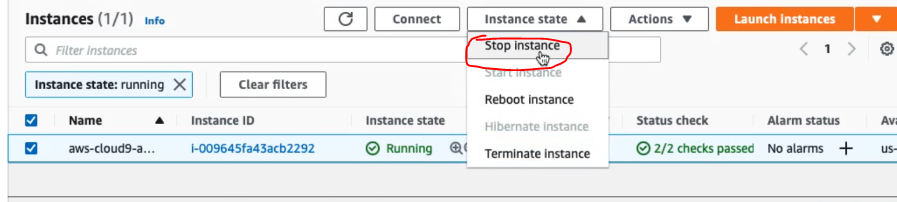 Instances (1/1) Info Connect Instance state Actions Launch instances
Filter instances Stop instance 1
Start instance
Instance state: running Clear filters
Reboot instance
Name Instance ID Instance state Status check Alarm status Ava
Hibernate instance
aws-cloud9-a... i-009645fa43acb2292 Running 2/2 checks passed No alarms us-
Terminate instance